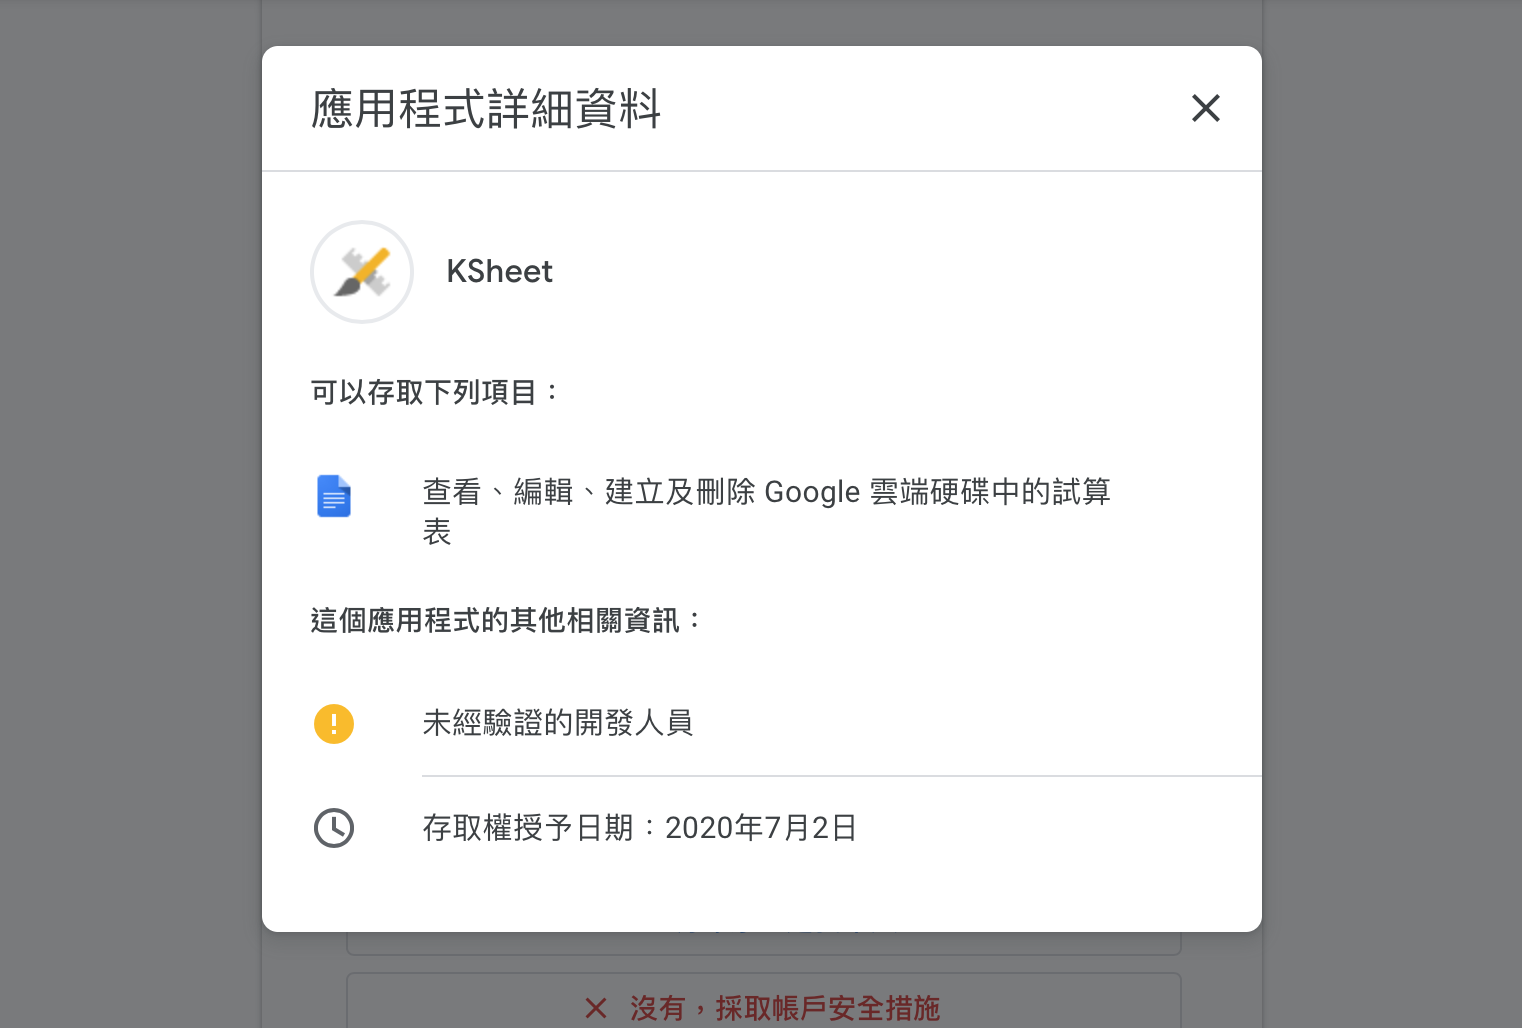 應用程式詳細資料
KSheet
可以存取下列項目：
查看、編輯、建立及刪除 Google 雲端硬碟中的試算
表
這個應用程式的其他相關資訊：
未經驗證的開發人員
存取權授予日期：2020年7月2日
沒有，採取帳戶安全措施